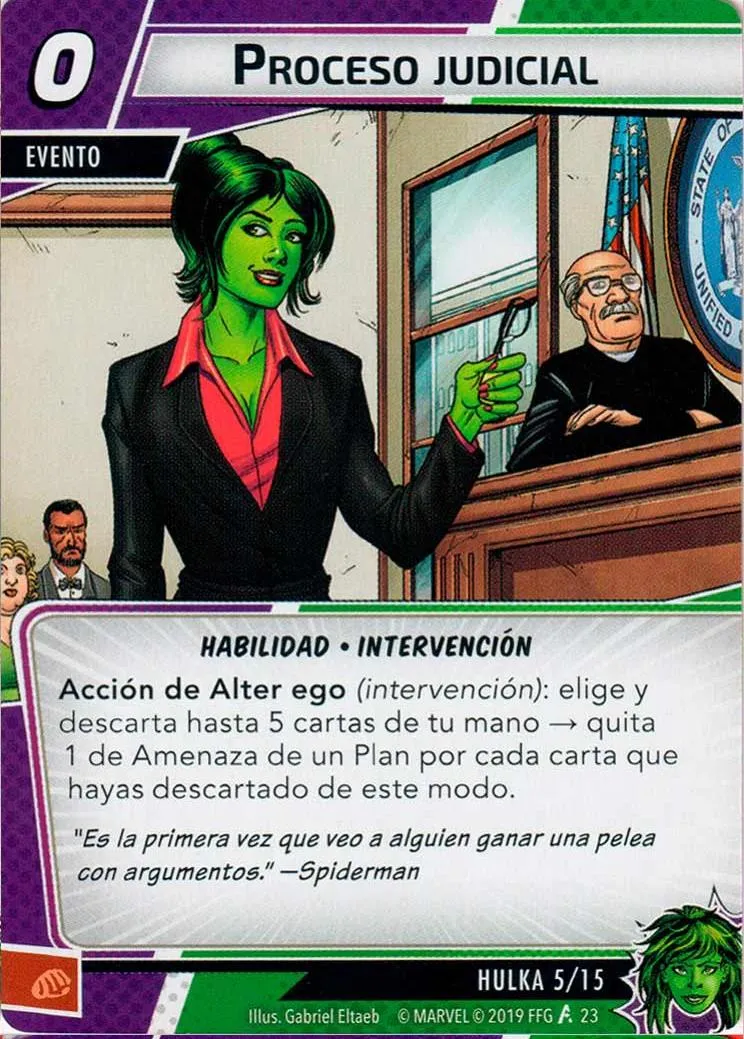 0
PROCESO JUDICIAL
EVENTO
STATE OF
UNIFIED
HABILIDAD • INTERVENCIÓN
Acción de Alter ego (intervención): elige y
descarta hasta 5 cartas de tu mano → quita
1 de Amenaza de un Plan por cada carta que
hayas descartado de este modo.
"Es la primera vez que veo a alguien ganar una pelea
con argumentos." —Spiderman
HULKA 5/15
Illus. Gabriel Eltaeb © MARVEL © 2019 FFG 23